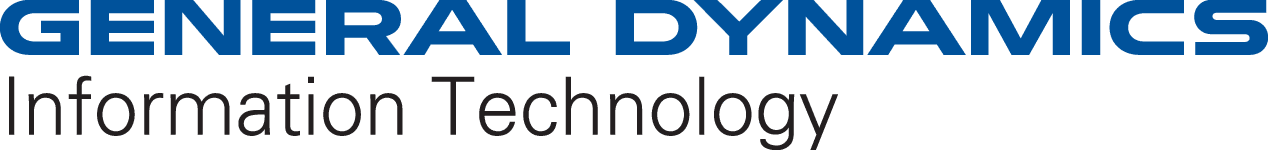 GENERAL DYNAMICS
Information Technology